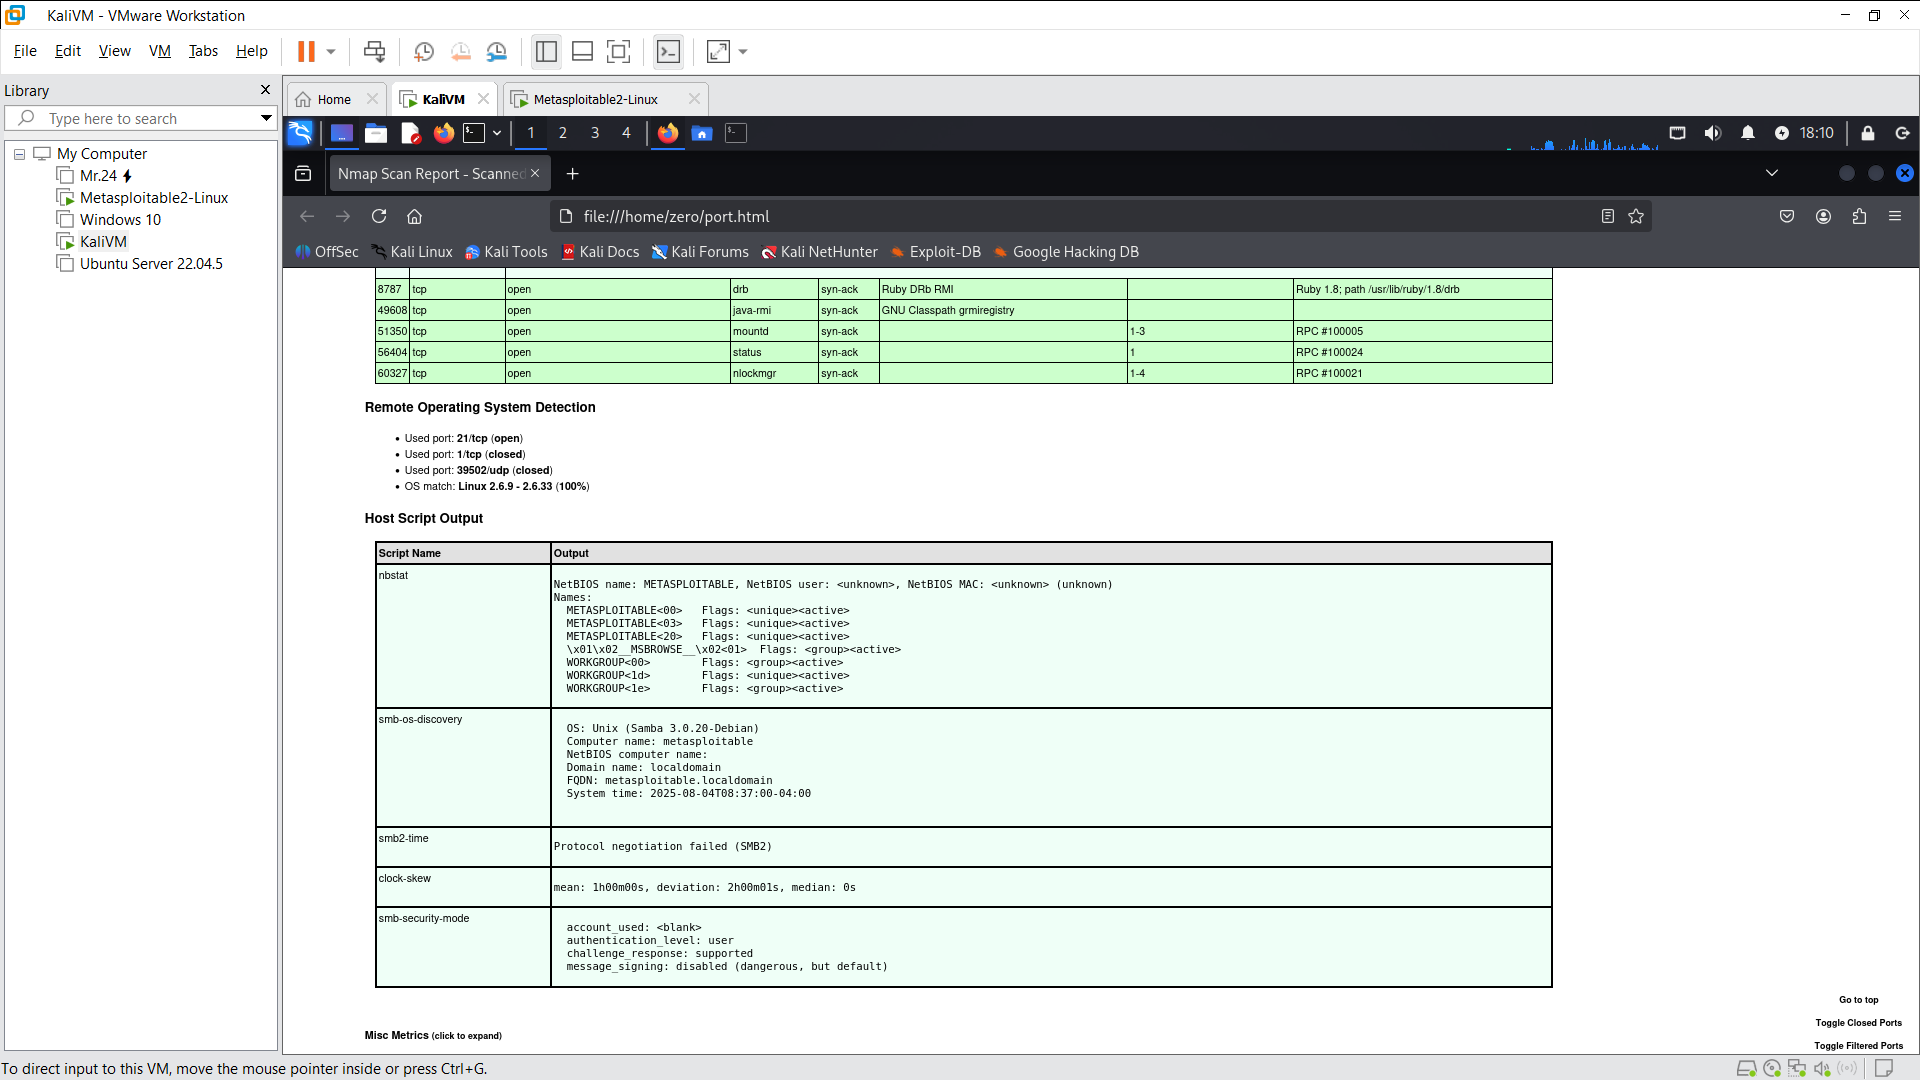 KaliVM - VMware Workstation
File Edit View VM Tabs Help
Library
Type here to search
My Computer
Mr.24
Metasploitable2-Linux
Windows 10
KaliVM
Ubuntu Server 22.04.5
Home KaliVM Metasploitable2-Linux
1 2 3 4 18:10
Nmap Scan Report - Scanned
file:///home/zero/port.html
OffSec Kali Linux Kali Tools Kali Docs Kali Forums Kali NetHunter Exploit-DB Google Hacking DB
8787 tcp open drb syn-ack Ruby DRb RMI Ruby 1.8; path /usr/lib/ruby/1.8/drb
49608 tcp open java-rmi syn-ack GNU Classpath grmiregistry
51350 tcp open mountd syn-ack 1-3 RPC #100005
56404 tcp open status syn-ack 1 RPC #100024
60327 tcp open nlockmgr syn-ack 1-4 RPC #100021
Remote Operating System Detection
• Used port: 21/tcp (open)
• Used port: 1/tcp (closed)
• Used port: 39502/udp (closed)
• OS match: Linux 2.6.9 - 2.6.33 (100%)
Host Script Output
Script Name Output
nbstat
NetBIOS name: METASPLOITABLE, NetBIOS user: <unknown>, NetBIOS MAC: <unknown> (unknown)
Names:
METASPLOITABLE<00> Flags: <unique><active>
METASPLOITABLE<03> Flags: <unique><active>
METASPLOITABLE<20> Flags: <unique><active>
\x01\x02__MSBROWSE__\x02<01> Flags: <group><active>
WORKGROUP<00> Flags: <group><active>
WORKGROUP<1d> Flags: <unique><active>
WORKGROUP<1e> Flags: <group><active>
smb-os-discovery
OS: Unix (Samba 3.0.20-Debian)
Computer name: metasploitable
NetBIOS computer name:
Domain name: localdomain
FQDN: metasploitable.localdomain
System time: 2025-08-04T08:37:00-04:00
smb2-time
Protocol negotiation failed (SMB2)
clock-skew
mean: 1h00m00s, deviation: 2h00m01s, median: 0s
smb-security-mode
account_used: <blank>
authentication_level: user
challenge_response: supported
message_signing: disabled (dangerous, but default)
Go to top
Toggle Closed Ports
Misc Metrics (click to expand)
Toggle Filtered Ports
To direct input to this VM, move the mouse pointer inside or press Ctrl+G.